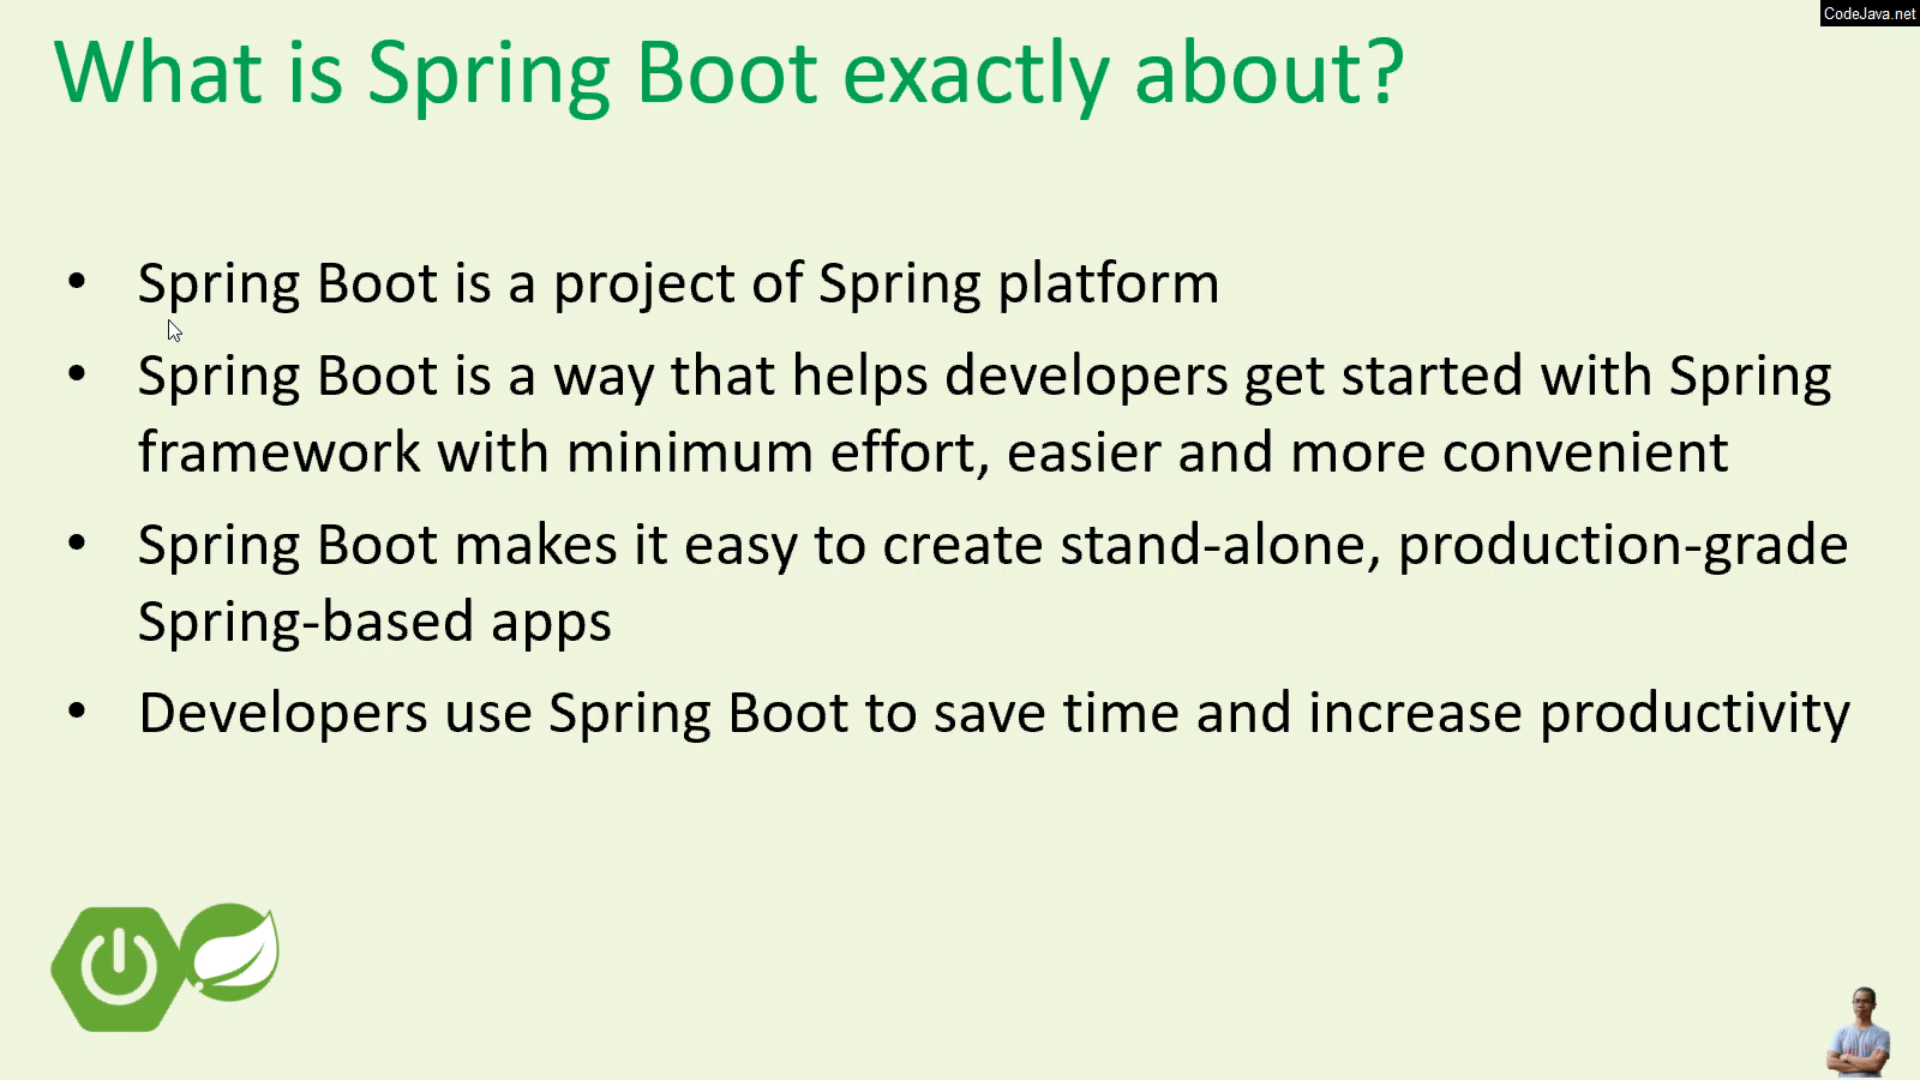 CodeJava.net
What is Spring Boot exactly about?
• Spring Boot is a project of Spring platform
• Spring Boot is a way that helps developers get started with Spring
framework with minimum effort, easier and more convenient
• Spring Boot makes it easy to create stand-alone, production-grade
Spring-based apps
• Developers use Spring Boot to save time and increase productivity